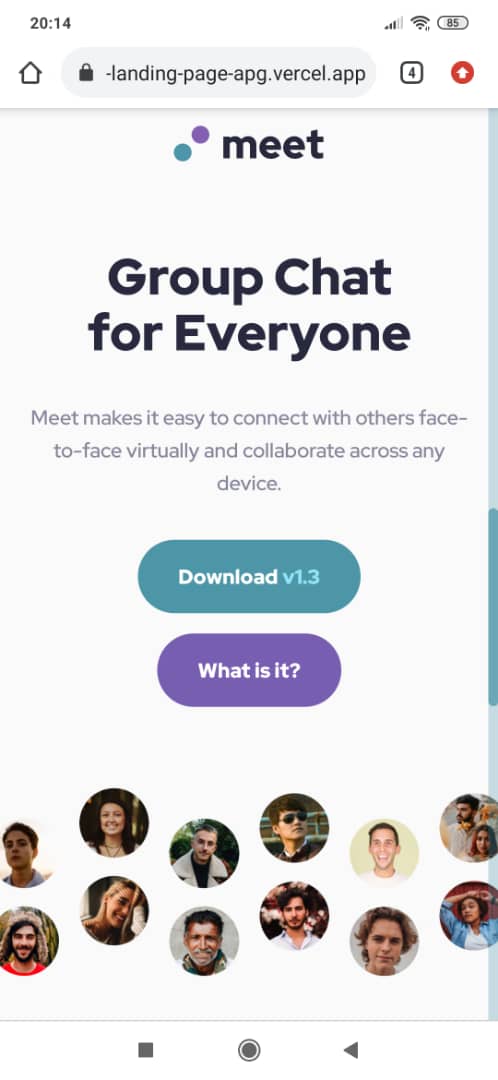 20:14
85
-landing-page-apg.vercel.app
4
meet
Group Chat
for Everyone
Meet makes it easy to connect with others face-
to-face virtually and collaborate across any
device.
Download v1.3
What is it?